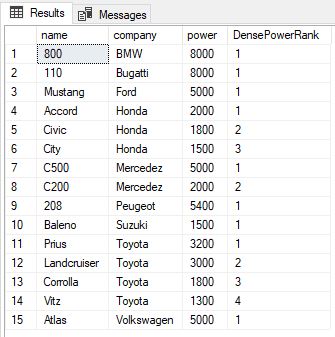 Results Messages
name company power DensePowerRank
1 800 BMW 8000 1
2 110 Bugatti 8000 1
3 Mustang Ford 5000 1
4 Accord Honda 2000 1
5 Civic Honda 1800 2
6 City Honda 1500 3
7 C500 Mercedez 5000 1
8 C200 Mercedez 2000 2
9 208 Peugeot 5400 1
10 Baleno Suzuki 1500 1
11 Prius Toyota 3200 1
12 Landcruiser Toyota 3000 2
13 Corrolla Toyota 1800 3
14 Vitz Toyota 1300 4
15 Atlas Volkswagen 5000 1